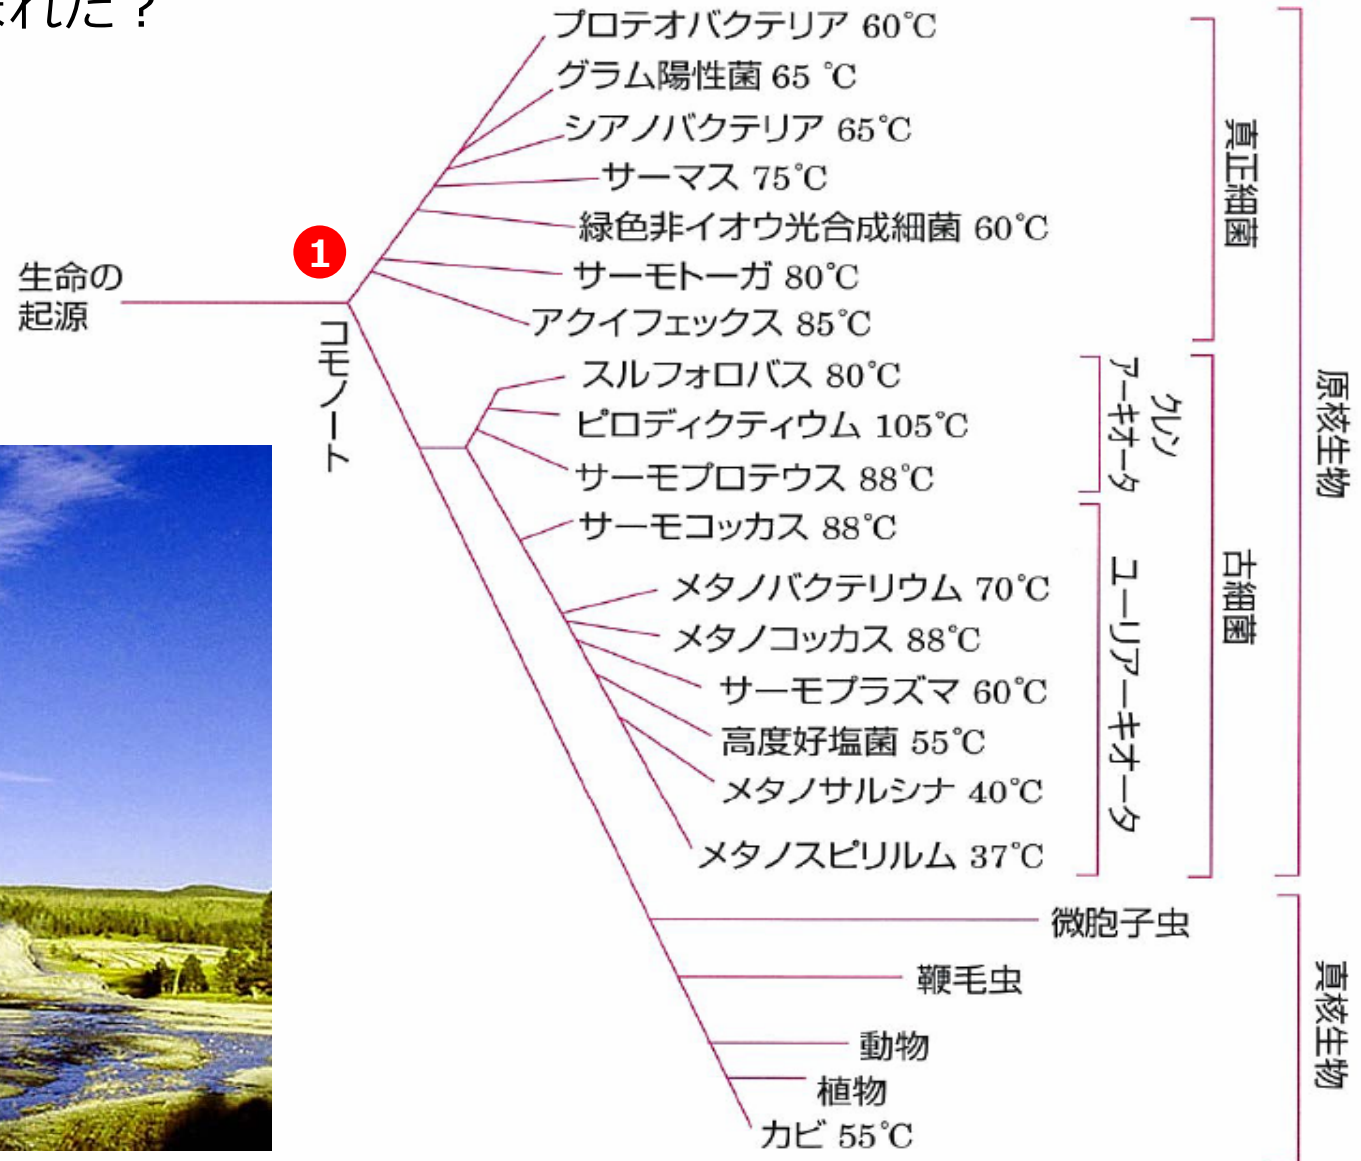 まれた？
プロテオバクテリア 60℃
グラム陽性菌 65 ℃
シアノバクテリア 65℃
サーマス 75℃
緑色非イオウ光合成細菌 60℃
サーモトーガ 80℃
アクイフェックス 85℃
真正細菌
1
生命の
起源
コモノート
スルフォロバス 80℃
ピロディクティウム 105℃
サーモプロテウス 88℃
クレン
アーキオータ
サーモコッカス 88℃
メタノバクテリウム 70℃
メタノコッカス 88℃
サーモプラズマ 60℃
高度好塩菌 55℃
メタノサルシナ 40℃
メタノスピリルム 37℃
ユーリアーキオータ
古細菌
原核生物
微胞子虫
鞭毛虫
動物
植物
カビ 55℃
真核生物